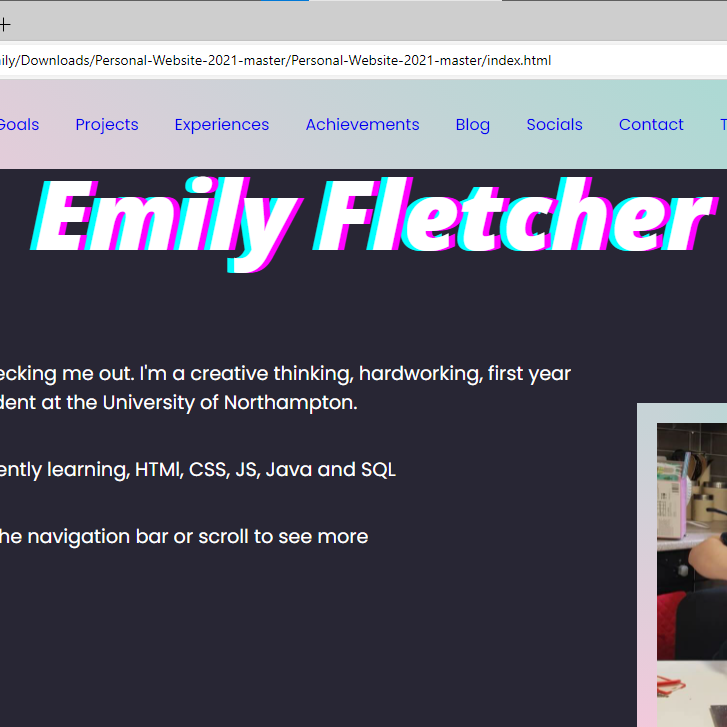 ily/Downloads/Personal-Website-2021-master/Personal-Website-2021-master/index.html
Goals Projects Experiences Achievements Blog Socials Contact T
Emily Fletcher
ecking me out. I'm a creative thinking, hardworking, first year
dent at the University of Northampton.
ently learning, HTMl, CSS, JS, Java and SQL
he navigation bar or scroll to see more